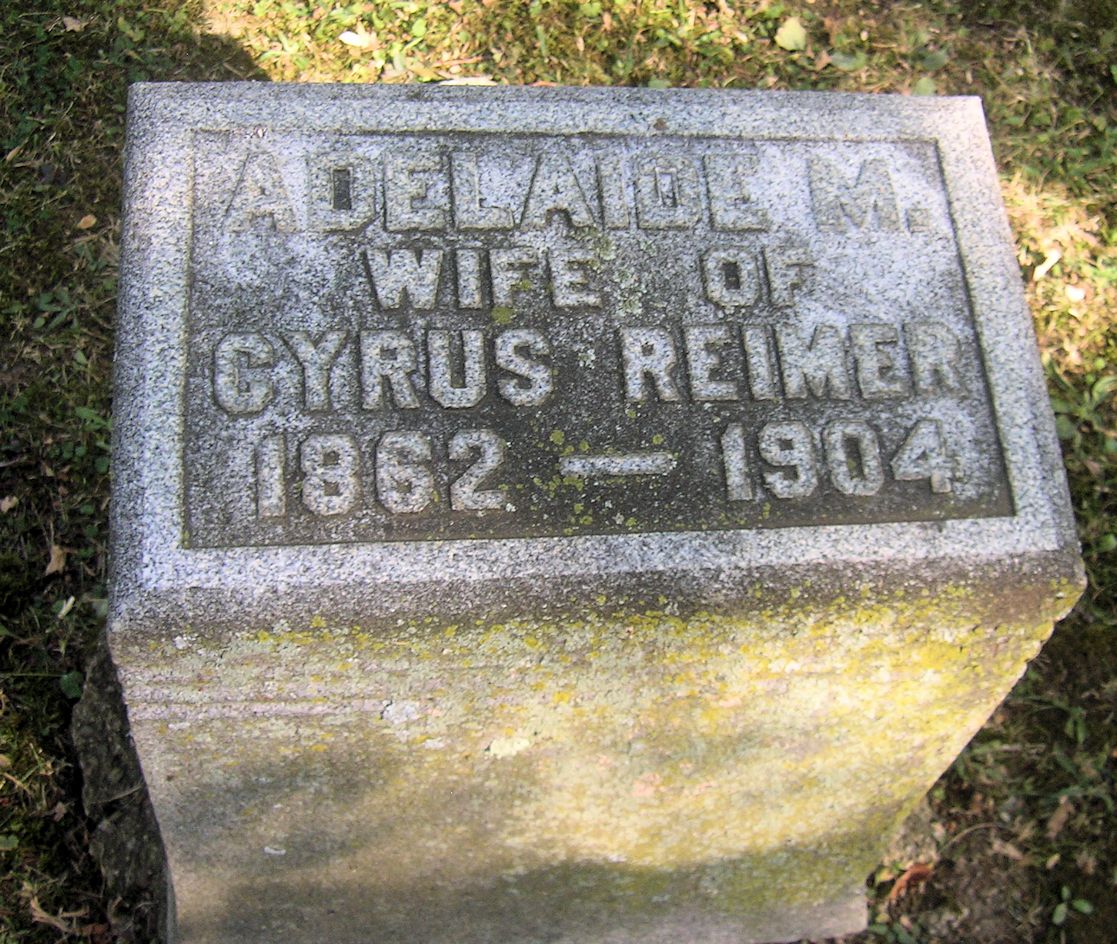 ADELAIDE M.
WIFE OF
CYRUS REIMER
1862 — 1904